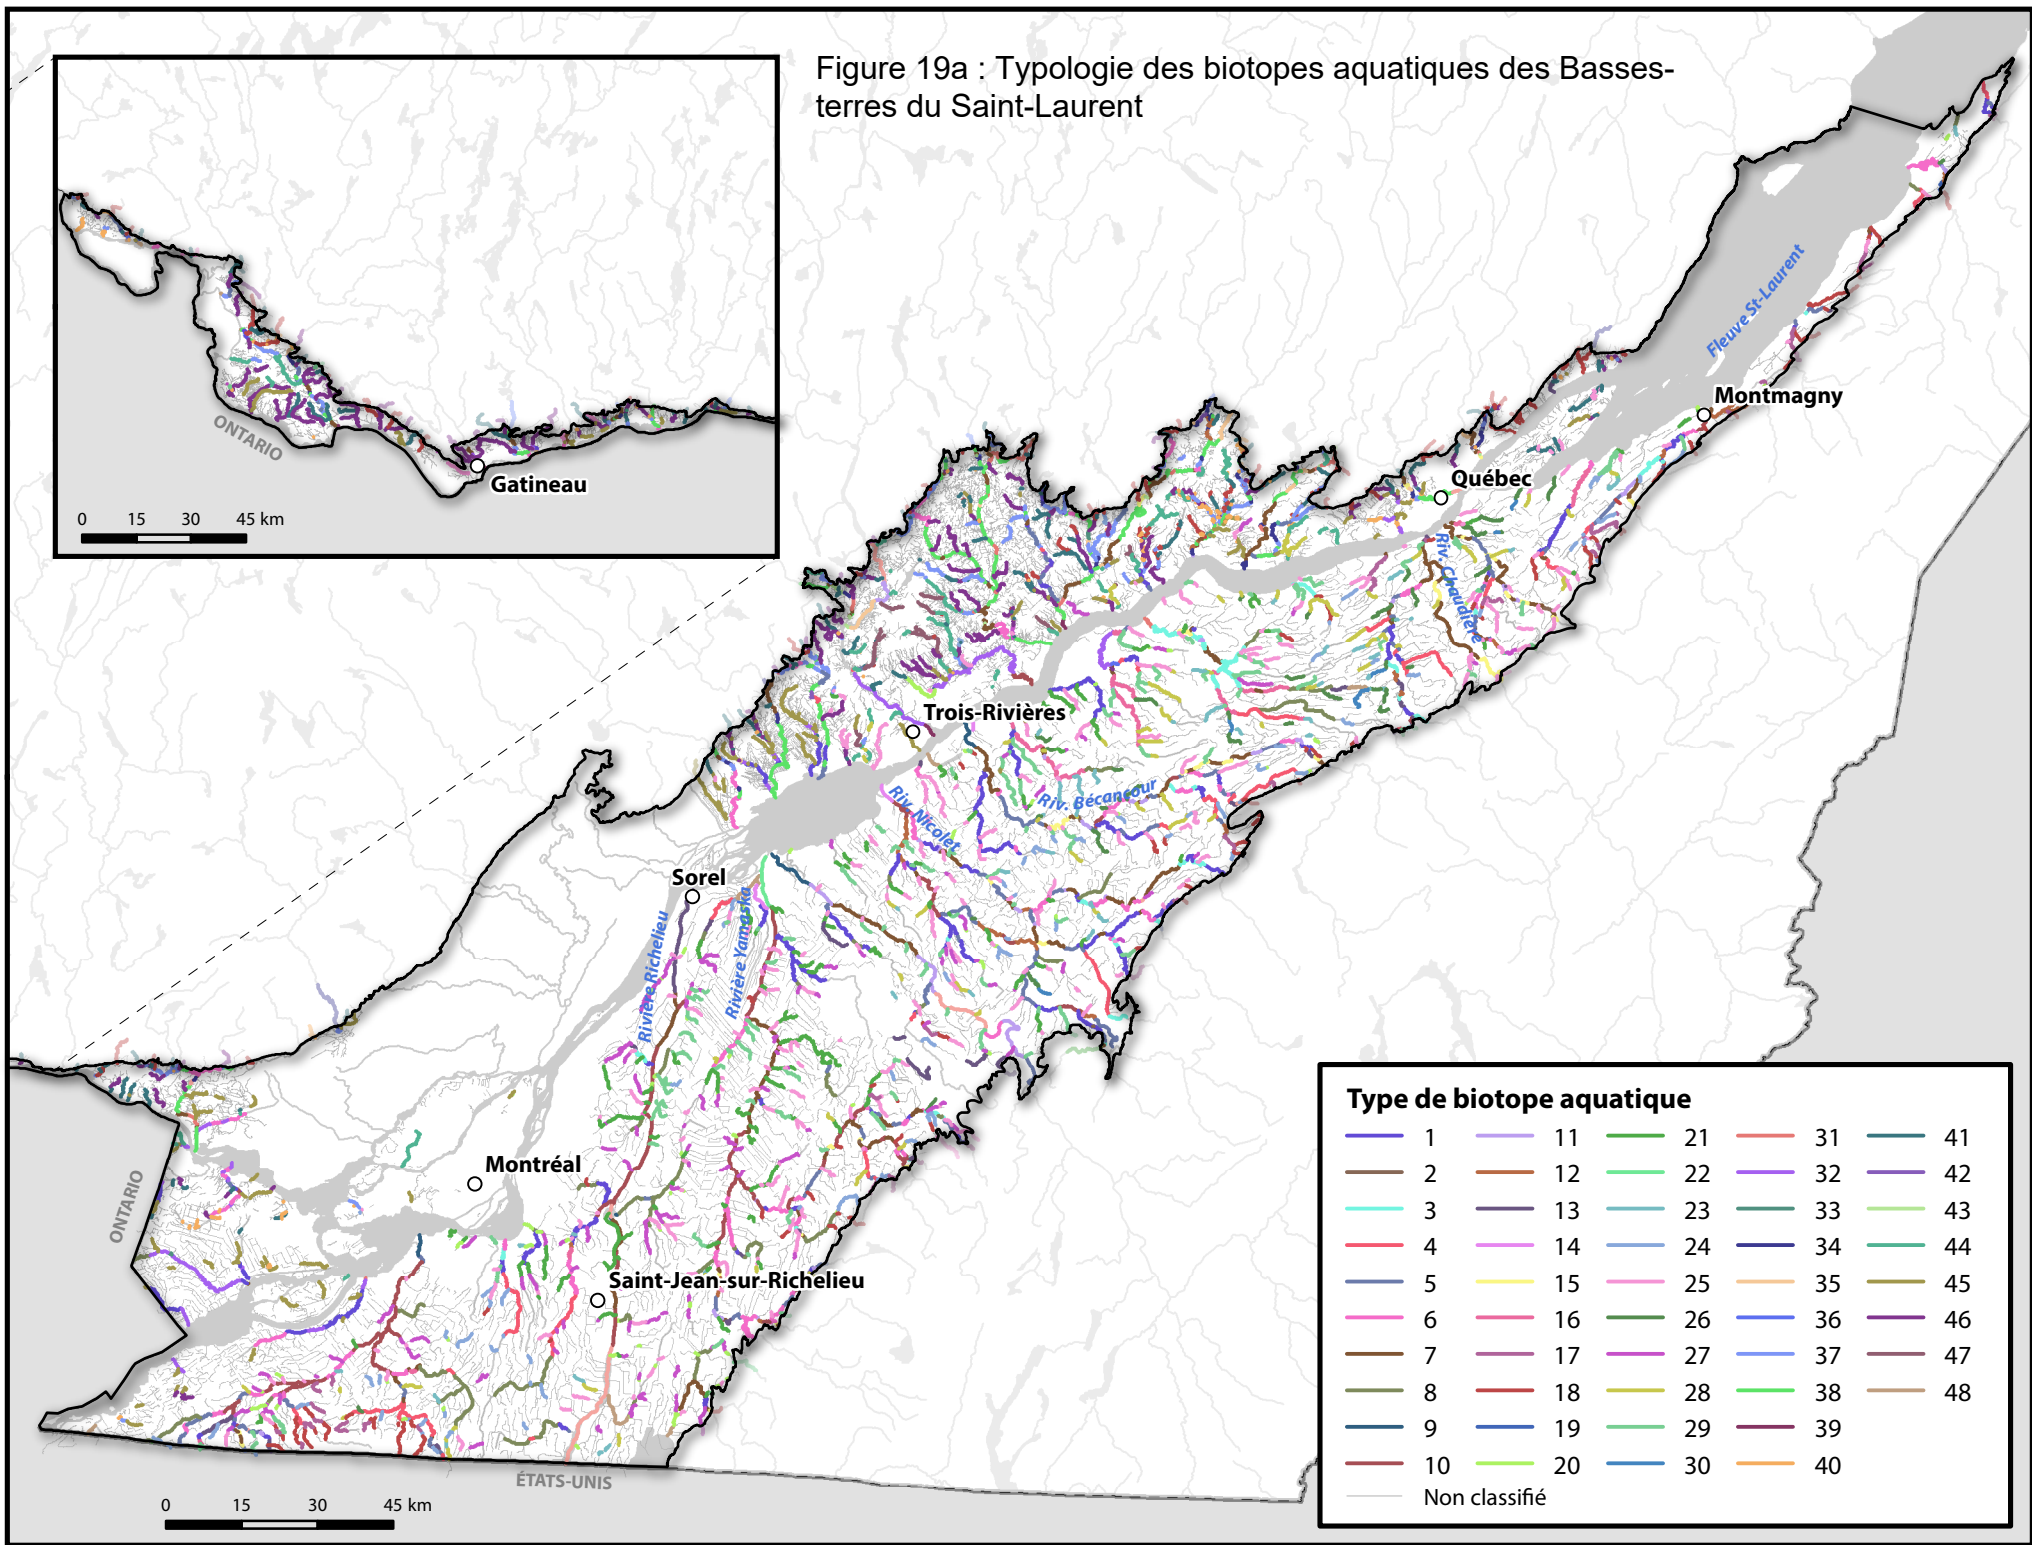 Figure 19a : Typologie des biotopes aquatiques des Basses-
terres du Saint-Laurent
ONTARIO
Gatineau
0 15 30 45 km
Fleuve St-Laurent
Montmagny
Québec
Riv. Chaudière
Trois-Rivières
Riv. Bécancour
Riv. Nicolet
Sorel
Rivière Richelieu
Rivière Yamaska
Montréal
ONTARIO
Saint-Jean-sur-Richelieu
ÉTATS-UNIS
0 15 30 45 km
Type de biotope aquatique
1 11 21 31 41
2 12 22 32 42
3 13 23 33 43
4 14 24 34 44
5 15 25 35 45
6 16 26 36 46
7 17 27 37 47
8 18 28 38 48
9 19 29 39
10 20 30 40
Non classifié